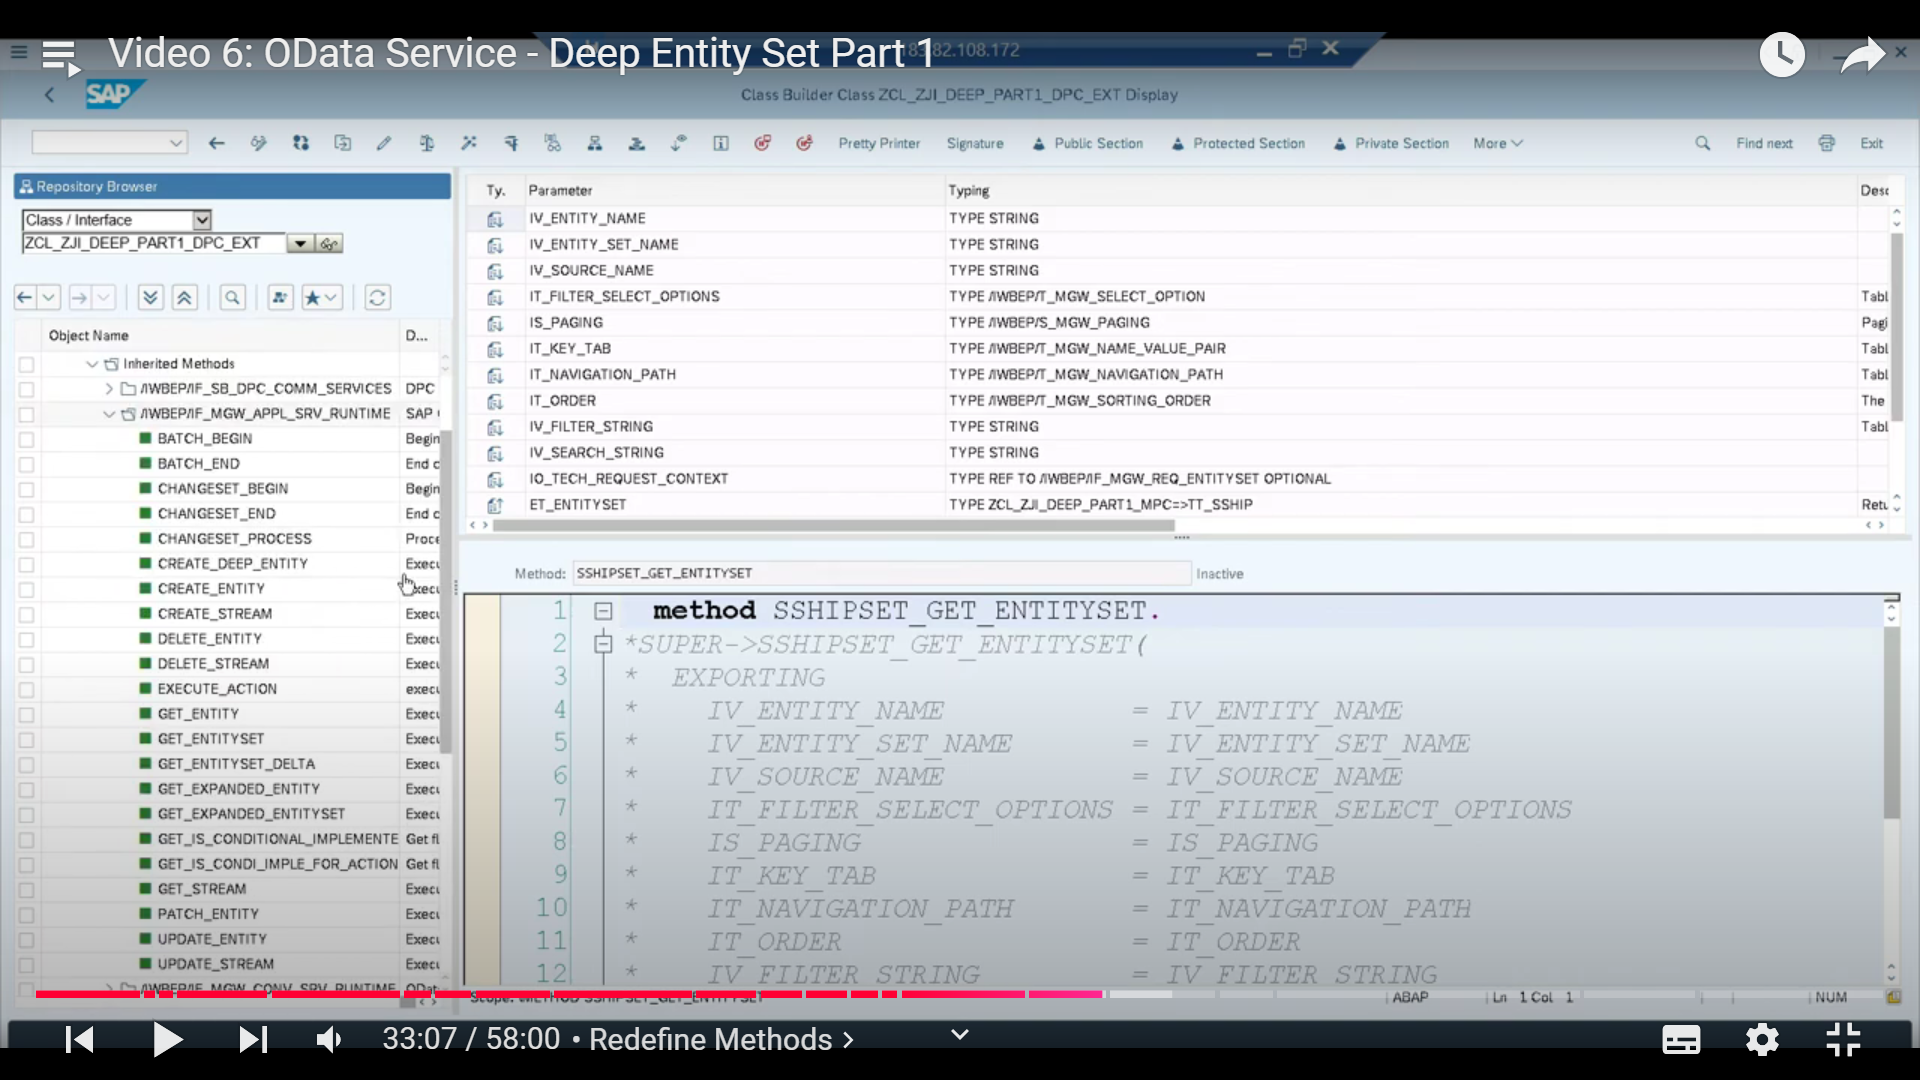 Video 6: OData Service - Deep Entity Set Part 1
82.108.172
SAP
Class Builder Class ZCL_ZJI_DEEP_PART1_DPC_EXT Display
Pretty Printer Signature Public Section Protected Section Private Section More Find next Exit
Repository Browser
Class / Interface
ZCL_ZJI_DEEP_PART1_DPC_EXT
Object Name D...
Inherited Methods
/IWBEP/IF_SB_DPC_COMM_SERVICES DPC
/IWBEP/IF_MGW_APPL_SRV_RUNTIME SAP
BATCH_BEGIN Begin
BATCH_END End c
CHANGESET_BEGIN Begin
CHANGESET_END End c
CHANGESET_PROCESS Proce
CREATE_DEEP_ENTITY Execu
CREATE_ENTITY Execu
CREATE_STREAM Execu
DELETE_ENTITY Execu
DELETE_STREAM Execu
EXECUTE_ACTION execu
GET_ENTITY Execu
GET_ENTITYSET Execu
GET_ENTITYSET_DELTA Execu
GET_EXPANDED_ENTITY Execu
GET_EXPANDED_ENTITYSET Execu
GET_IS_CONDITIONAL_IMPLEMENTE Get fl
GET_IS_CONDI_IMPLE_FOR_ACTION Get fl
GET_STREAM Execu
PATCH_ENTITY Execu
UPDATE_ENTITY Execu
UPDATE_STREAM Execu
/IWBEP/IF_MGW_CONV_SRV_RUNTIME OData
Ty. Parameter Typing Desc
IV_ENTITY_NAME TYPE STRING
IV_ENTITY_SET_NAME TYPE STRING
IV_SOURCE_NAME TYPE STRING
IT_FILTER_SELECT_OPTIONS TYPE /IWBEP/T_MGW_SELECT_OPTION Tabl
IS_PAGING TYPE /IWBEP/S_MGW_PAGING Pagi
IT_KEY_TAB TYPE /IWBEP/T_MGW_NAME_VALUE_PAIR Tabl
IT_NAVIGATION_PATH TYPE /IWBEP/T_MGW_NAVIGATION_PATH Tabl
IT_ORDER TYPE /IWBEP/T_MGW_SORTING_ORDER The
IV_FILTER_STRING TYPE STRING Tabl
IV_SEARCH_STRING TYPE STRING
IO_TECH_REQUEST_CONTEXT TYPE REF TO /IWBEP/IF_MGW_REQ_ENTITYSET OPTIONAL
ET_ENTITYSET TYPE ZCL_ZJI_DEEP_PART1_MPC=>TT_SSHIP Retu
Method: SSHIPSET_GET_ENTITYSET Inactive
1 method SSHIPSET_GET_ENTITYSET.
2 *SUPER->SSHIPSET_GET_ENTITYSET(
3 * EXPORTING
4 * IV_ENTITY_NAME = IV_ENTITY_NAME
5 * IV_ENTITY_SET_NAME = IV_ENTITY_SET_NAME
6 * IV_SOURCE_NAME = IV_SOURCE_NAME
7 * IT_FILTER_SELECT_OPTIONS = IT_FILTER_SELECT_OPTIONS
8 * IS_PAGING = IS_PAGING
9 * IT_KEY_TAB = IT_KEY_TAB
10 * IT_NAVIGATION_PATH = IT_NAVIGATION_PATH
11 * IT_ORDER = IT_ORDER
12 * IV_FILTER_STRING = IV_FILTER_STRING
Scope: \METHOD SSHIPSET_GET_ENTITYSET ABAP Ln 1 Col 1 NUM
33:07 / 58:00 • Redefine Methods